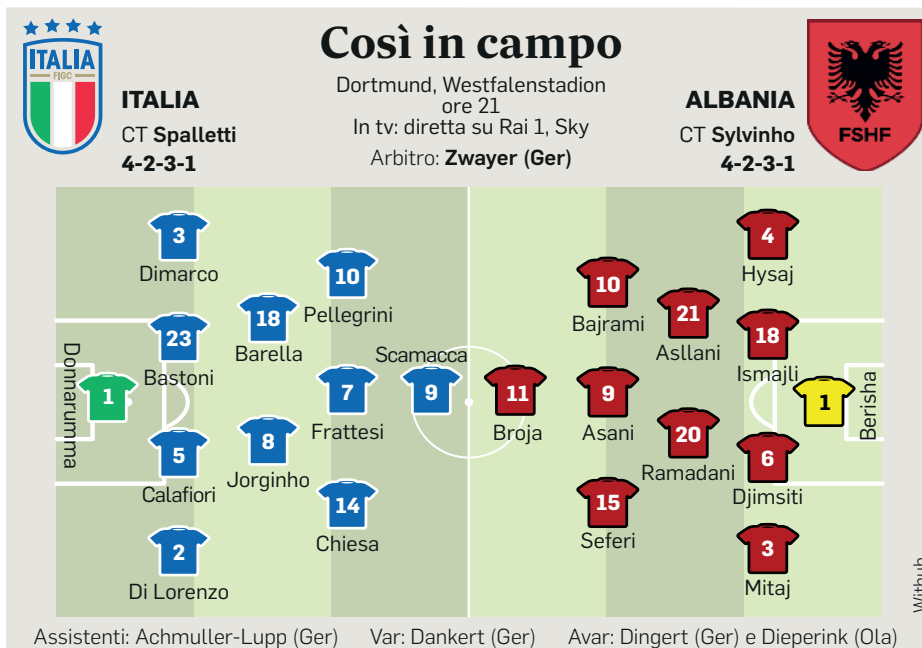 Così in campo
ITALIA
FIGC
ITALIA
CT Spalletti
4-2-3-1
Dortmund, Westfalenstadion
ore 21
In tv: diretta su Rai 1, Sky
Arbitro: Zwayer (Ger)
ALBANIA
CT Sylvinho
4-2-3-1
FSHF
1
Donnarumma
3
Dimarco
23
Bastoni
5
Calafiori
2
Di Lorenzo
18
Barella
8
Jorginho
10
Pellegrini
7
Frattesi
14
Chiesa
Scamacca
9
11
Broja
10
Bajrami
9
Asani
15
Seferi
21
Asllani
20
Ramadani
4
Hysaj
18
Ismajli
6
Djimsiti
3
Mitaj
1
Berisha
Withub
Assistenti: Achmuller-Lupp (Ger) Var: Dankert (Ger) Avar: Dingert (Ger) e Dieperink (Ola)